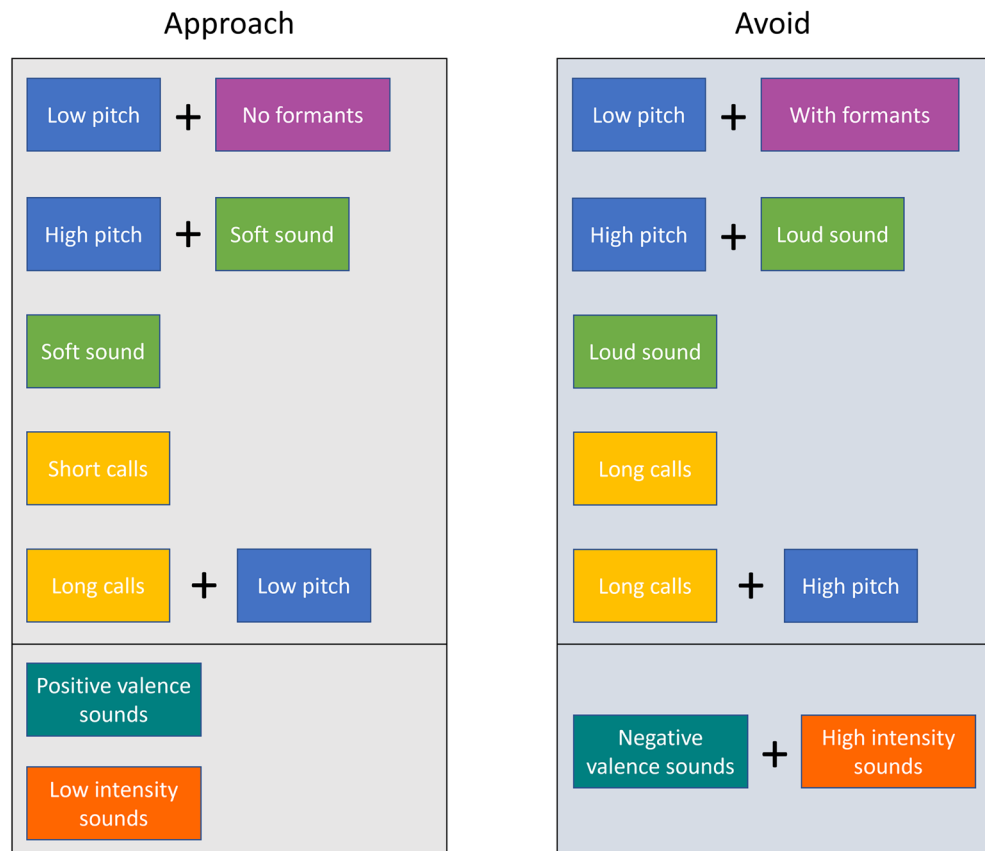 Approach
Low pitch + No formants
High pitch + Soft sound
Soft sound
Short calls
Long calls + Low pitch
Positive valence
sounds
Low intensity
sounds
Avoid
Low pitch + With formants
High pitch + Loud sound
Loud sound
Long calls
Long calls + High pitch
Negative
valence sounds
+
High intensity
sounds